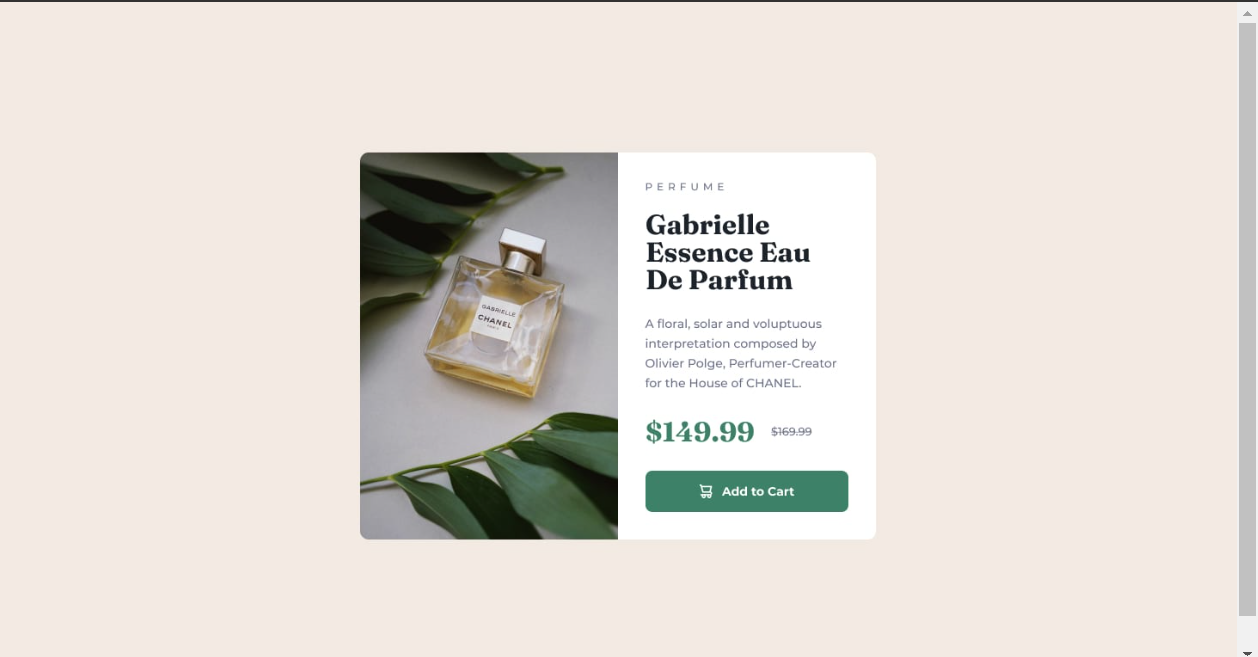 GABRIELLE
CHANEL
PARIS
PERFUME
Gabrielle
Essence Eau
De Parfum
A floral, solar and voluptuous
interpretation composed by
Olivier Polge, Perfumer-Creator
for the House of CHANEL.
$149.99 $169.99
Add to Cart